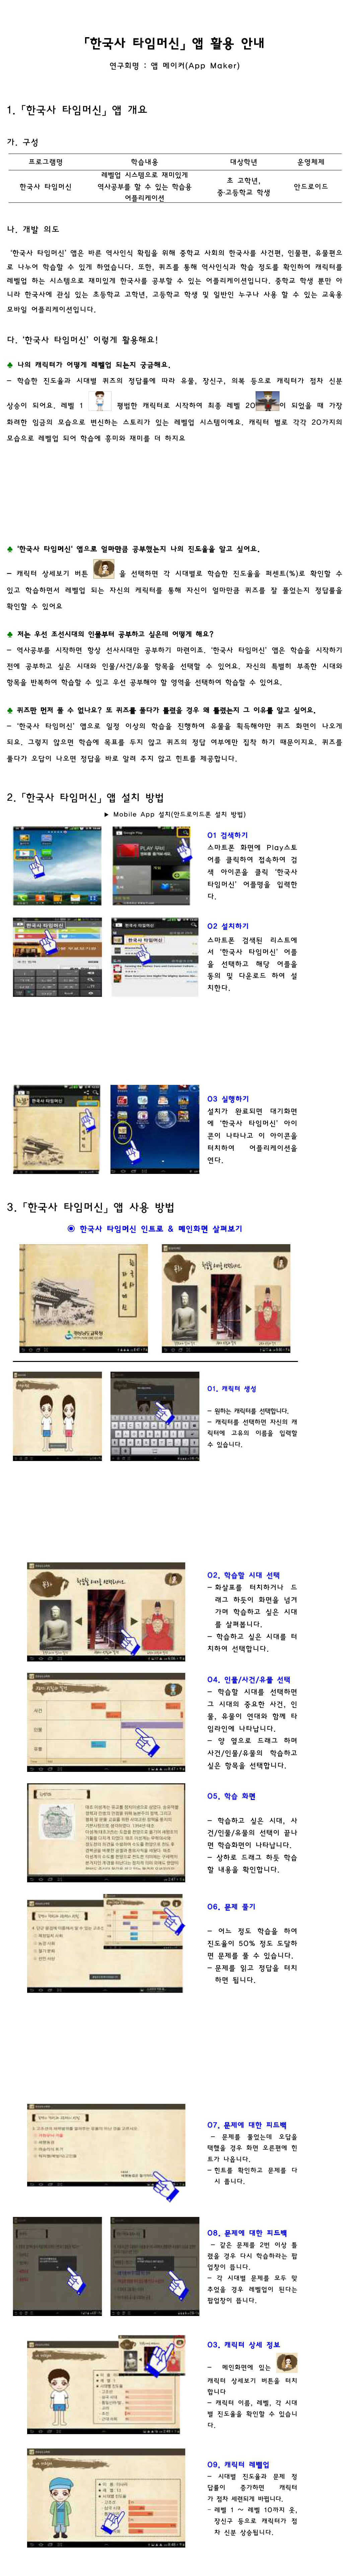 「한국사 타임머신」 앱 활용 안내
연구회명 : 앱 메이커(App Maker)
1. 「한국사 타임머신」 앱 개요
가. 구성
프로그램명 학습내용 대상학년 운영체제
한국사 타임머신 레벨업 시스템으로 재미있게 역사공부를 할 수 있는 학습용 어플리케이션 초 고학년, 중·고등학교 학생 안드로이드
나. 개발 의도
'한국사 타임머신' 앱은 바른 역사인식 확립을 위해 중학교 사회의 한국사를 사건편, 인물편, 유물편으
로 나누어 학습할 수 있게 하였습니다. 또한, 퀴즈를 통해 역사인식과 학습 정도를 확인하여 캐릭터를
레벨업 하는 시스템으로 재미있게 한국사를 공부할 수 있는 어플리케이션입니다. 중학교 학생 뿐만 아
니라 한국사에 관심 있는 초등학교 고학년, 고등학교 학생 및 일반인 누구나 사용 할 수 있는 교육용
모바일 어플리케이션입니다.
다. '한국사 타임머신' 이렇게 활용해요!
♣ 나의 캐릭터가 어떻게 레벨업 되는지 궁금해요.
- 학습한 진도율과 시대별 퀴즈의 정답률에 따라 유물, 장신구, 의복 등으로 캐릭터가 점차 신분
상승이 되어요. 레벨 1 평범한 캐릭터로 시작하여 최종 레벨 20이 되었을 때 가장
화려한 임금의 모습으로 변신하는 스토리가 있는 레벨업 시스템이에요. 캐릭터 별로 각각 20가지의
모습으로 레벨업 되어 학습에 흥미와 재미를 더 하지요
♣ '한국사 타임머신' 앱으로 얼마만큼 공부했는지 나의 진도율을 알고 싶어요.
- 캐릭터 상세보기 버튼 을 선택하면 각 시대별로 학습한 진도율을 퍼센트(%)로 확인할 수
있고 학습하면서 레벨업 되는 자신의 캐릭터를 통해 자신이 얼마만큼 퀴즈를 잘 풀었는지 정답률을
확인할 수 있어요
♣ 저는 우선 조선시대의 인물부터 공부하고 싶은데 어떻게 해요?
- 역사공부를 시작하면 항상 선사시대만 공부하기 마련이죠. '한국사 타임머신' 앱은 학습을 시작하기
전에 공부하고 싶은 시대와 인물/사건/유물 항목을 선택할 수 있어요. 자신의 특별히 부족한 시대와
항목을 반복하여 학습할 수 있고 우선 공부해야 할 영역을 선택하여 학습할 수 있어요.
♣ 퀴즈만 먼저 풀 수 없나요? 또 퀴즈를 풀다가 틀렸을 경우 왜 틀렸는지 그 이유를 알고 싶어요.
- '한국사 타임머신' 앱으로 일정 이상의 학습을 진행하여 유물을 획득해야만 퀴즈 화면이 나오게
되요. 그렇지 않으면 학습에 목표를 두지 않고 퀴즈의 정답 여부에만 집착 하기 때문이지요. 퀴즈를
풀다가 오답이 나오면 정답을 바로 알려 주지 않고 힌트를 제공합니다.
2. 「한국사 타임머신」 앱 설치 방법
▶ Mobile App 설치(안드로이드폰 설치 방법)
01 검색하기
스마트폰 화면에 Play스토
어를 클릭하여 접속하여 검
색 아이콘을 클릭 '한국사
타임머신' 어플명을 입력한
다.
02 설치하기
스마트폰 검색된 리스트에
서 '한국사 타임머신' 어플
을 선택하고 해당 어플을
동의 및 다운로드 하여 설
치한다.
03 실행하기
설치가 완료되면 대기화면
에 '한국사 타임머신' 아이
콘이 나타나고 이 아이콘을
터치하여 어플리케이션을
연다.
3. 「한국사 타임머신」 앱 사용 방법
◉ 한국사 타임머신 인트로 & 메인화면 살펴보기
01. 캐릭터 생성
- 원하는 캐릭터를 선택합니다.
- 캐릭터를 선택하면 자신의 캐
릭터에 고유의 이름을 입력할
수 있습니다.
02. 학습할 시대 선택
- 화살표를 터치하거나 드
래그 하듯이 화면을 넘겨
가며 학습하고 싶은 시대
를 살펴봅니다.
- 학습하고 싶은 시대를 터
치하여 선택합니다.
04. 인물/사건/유물 선택
- 학습할 시대를 선택하면
그 시대의 중요한 사건, 인
물, 유물이 연대와 함께 타
임라인에 나타납니다.
- 양 옆으로 드래그 하며
사건/인물/유물의 학습하고
싶은 항목을 선택합니다.
사건
인물
유물
05. 학습 화면
- 학습하고 싶은 시대, 사
건/인물/유물의 선택이 끝나
면 학습화면이 나타납니다.
- 상하로 드래그 하듯 학습
할 내용을 확인합니다.
06. 문제 풀기
- 어느 정도 학습을 하여
진도율이 50% 정도 도달하
면 문제를 풀 수 있습니다.
- 문제를 읽고 정답을 터치
하면 됩니다.
07. 문제에 대한 피드백
- 문제를 풀었는데 오답을
택했을 경우 화면 오른편에 힌
트가 나옵니다.
- 힌트를 확인하고 문제를 다
시 풉니다.
08. 문제에 대한 피드백
- 같은 문제를 2번 이상 틀
렸을 경우 다시 학습하라는 팝
업창이 뜹니다.
- 각 시대별 문제를 모두 맞
추었을 경우 레벨업이 된다는
팝업창이 뜹니다.
03. 캐릭터 상세 정보
- 메인화면에 있는
캐릭터 상세보기 버튼을 터치
합니다
- 캐릭터 이름, 레벨, 각 시대
별 진도율을 확인할 수 있습니
다.
09. 캐릭터 레벨업
- 시대별 진도율과 문제 정
답률이 증가하면 캐릭터
가 점차 세련되게 바뀝니다.
- 레벨 1 ~ 레벨 10까지 옷,
장신구 등으로 캐릭터가 점
차 신분 상승됩니다.